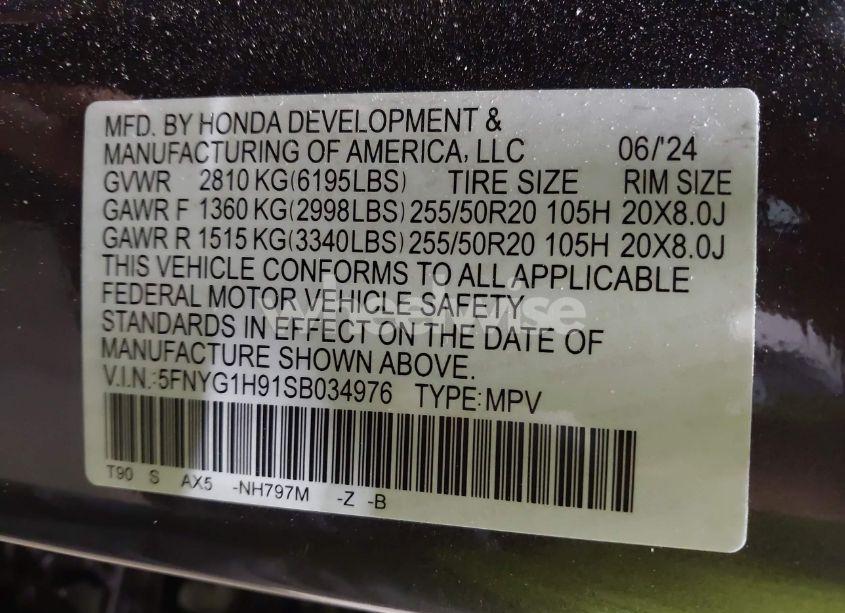 MFD. BY HONDA DEVELOPMENT &
MANUFACTURING OF AMERICA, LLC 06/'24
GVWR 2810 KG(6195LBS) TIRE SIZE RIM SIZE
GAWR F 1360 KG(2998LBS) 255/50R20 105H 20X8.0J
GAWR R 1515 KG(3340LBS) 255/50R20 105H 20X8.0J
THIS VEHICLE CONFORMS TO ALL APPLICABLE
FEDERAL MOTOR VEHICLE SAFETY
STANDARDS IN EFFECT ON THE DATE OF
MANUFACTURE SHOWN ABOVE.
V.I.N.:5FNYG1H91SB034976 TYPE:MPV
T90 S AX5 -NH797M -Z -B
wheelwise